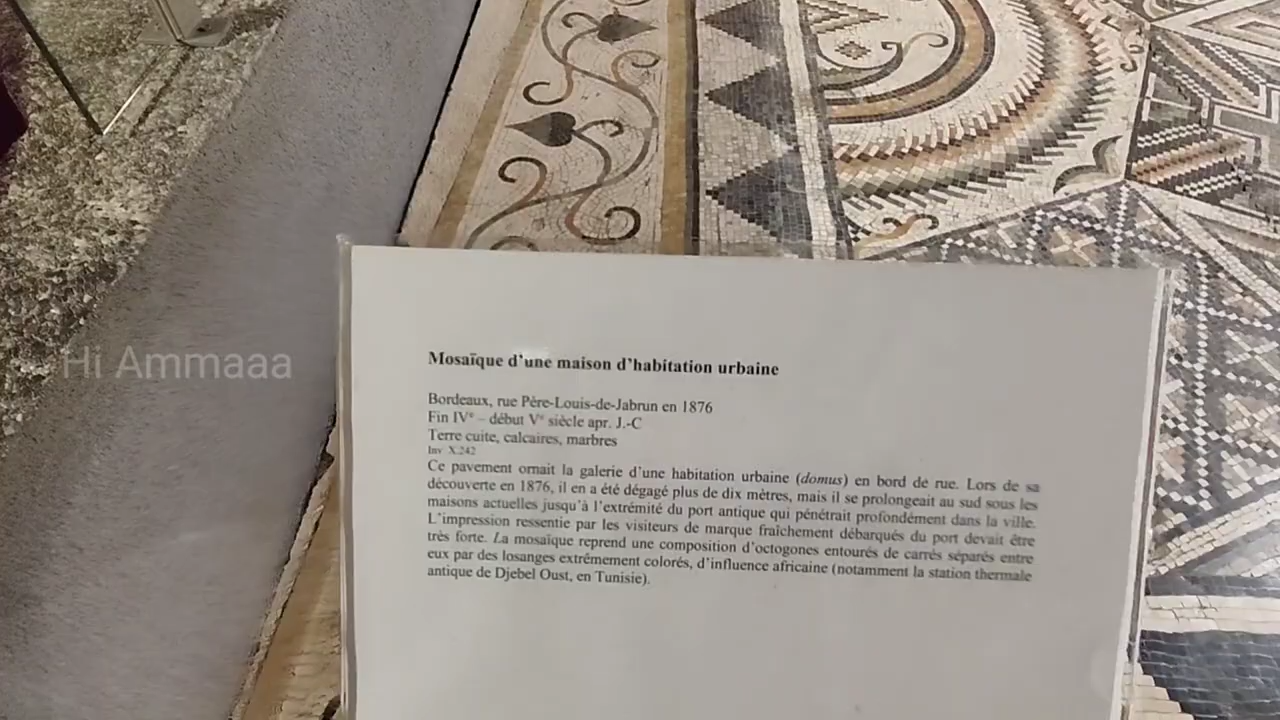 Hi Ammaaa
Mosaïque d'une maison d'habitation urbaine
Bordeaux, rue Père-Louis-de-Jabrun en 1876
Fin IVe – début Ve siècle apr. J.-C
Terre cuite, calcaires, marbres
Inv X.242
Ce pavement ornait la galerie d'une habitation urbaine (domus) en bord de rue. Lors de sa
découverte en 1876, il en a été dégagé plus de dix mètres, mais il se prolongeait au sud sous les
maisons actuelles jusqu'à l'extrémité du port antique qui pénétrait profondément dans la ville.
L'impression ressentie par les visiteurs de marque fraîchement débarqués du port devait être
très forte. La mosaïque reprend une composition d'octogones entourés de carrés séparés entre
eux par des losanges extrêmement colorés, d'influence africaine (notamment la station thermale
antique de Djebel Oust, en Tunisie).